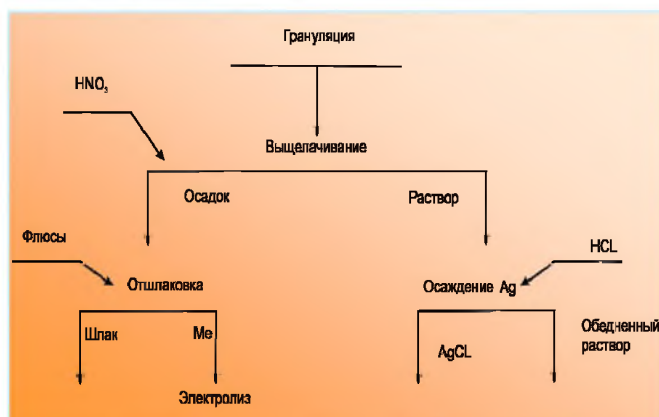 Грануляция
HNO₃
Выщелачивание
Осадок
Раствор
Флюсы
HCL
Отшлаковка
Осаждение Ag
Шлак
Me
AgCL
Обедненный
раствор
Электролиз